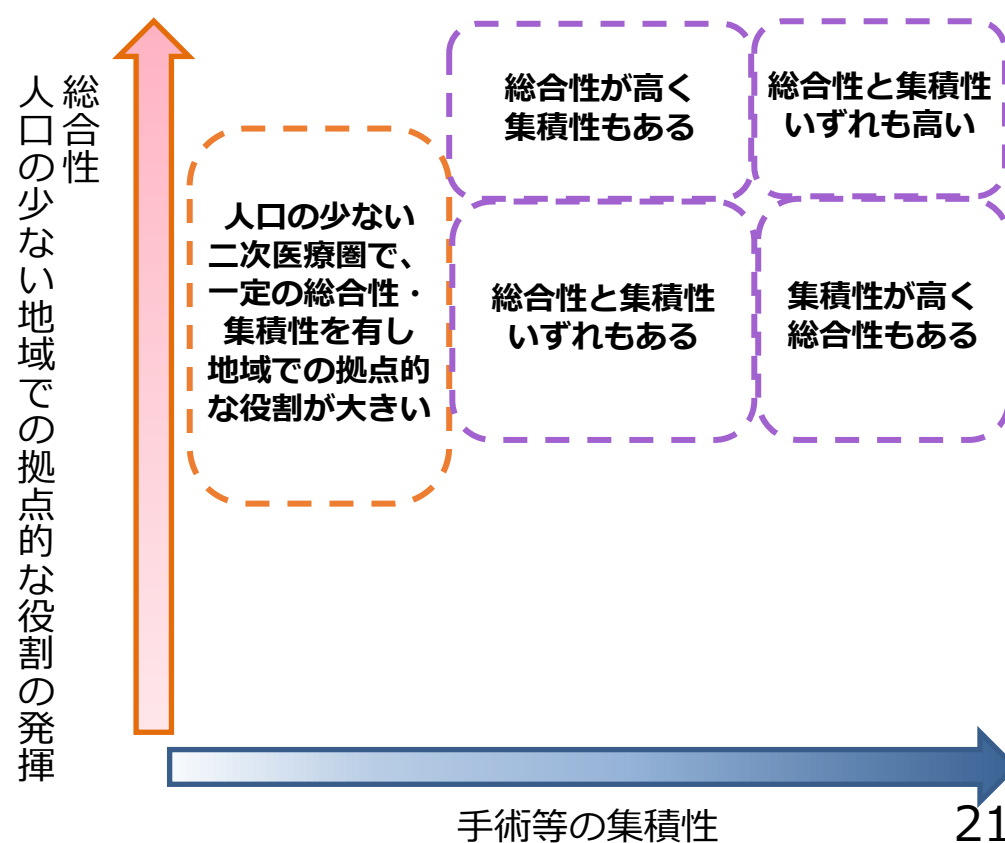 総合性
人口の少ない地域での拠点的な役割の発揮
総合性が高く
集積性もある
総合性と集積性
いずれも高い
人口の少ない
二次医療圏で、
一定の総合性・
集積性を有し
地域での拠点的
な役割が大きい
総合性と集積性
いずれもある
集積性が高く
総合性もある
手術等の集積性
21